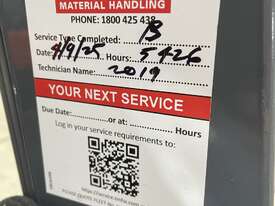 MATERIAL HANDLING
PHONE: 1800 425 438
Service Type Completed: B
Date: 4/9/25 Hours: 5426
Technician Name: 2019
YOUR NEXT SERVICE
Due Date:..........or at..........Hours
Log in your service requirements to: